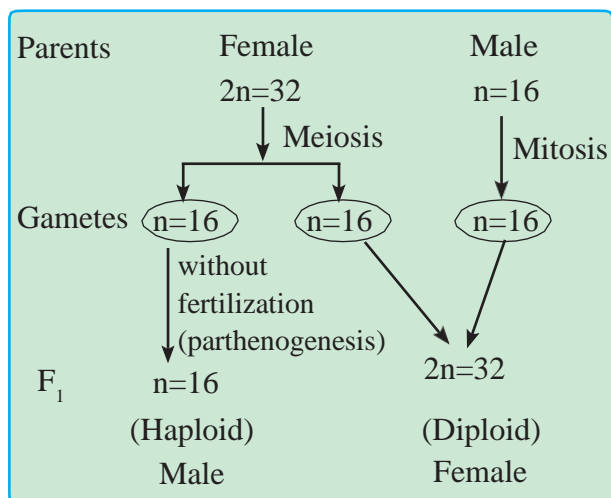 Parents Female Male
2n=32 n=16
Meiosis Mitosis
Gametes n=16 n=16 n=16
without
fertilization
(parthenogenesis)
F1 n=16 2n=32
(Haploid) (Diploid)
Male Female